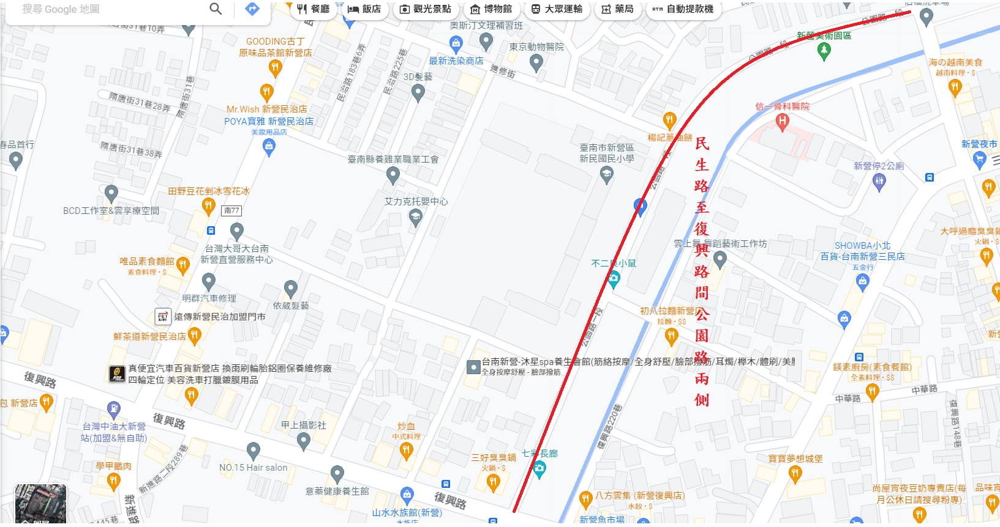 搜尋 Google 地圖
餐廳
飯店
觀光景點
博物館
大眾運輸
藥局
ATM 自動提款機
公園路一段
奧斯汀文理補習班
新營美術園區
隋唐街31巷10弄
GOODING古丁
原味品茶館新營店
東京動物醫院
公園路一段
最新洗染商店
海の越南美食
越南料理・$
進修街
民治路183巷6弄
民治路225巷
3D髮藝
隋唐街31巷
隋唐街31巷28弄
Mr.Wish 新營民治店
信一骨科醫院
POYA寶雅 新營民治店
美妝用品店
楊記蔥油餅
民生路至復興路間公園路兩側
春品首行
隋唐街31巷38弄
臺南市新營區
新民國民小學
新營夜市
臺南縣養雞業職業工會
新營停2公廁
公園路一段
田野豆花剉冰雪花冰
艾力克托嬰中心
BCD工作室&雲享療空間
南77
大呼過癮臭臭鍋
火鍋・$
台灣大哥大台南
新營直營服務中心
雲上舞 舞蹈藝術工作坊
SHOWBA小北
百貨-台南新營三民店
五金行
唯品素食麵館
素食料理・$
不二良小鼠
明群汽車修理
依葳髮藝
初八拉麵新營店
拉麵・$$
遠傳新營民治加盟門市
公園路一段
鮮茶道新營民治店
台南新營-沐星spa養生會館(筋絡按摩/全身舒壓/臉部撥筋/耳燭/櫸木/體刷/美胸
全身按摩舒壓 - 臉部撥筋
真便宜汽車百貨新營店 換雨刷輪胎鋁圈保養維修廠
四輪定位 美容洗車打臘鍍膜用品
鎂素廚房(素食餐館)
全素料理・$$
復興路
中華路
中華路
包 新營店
復興路
台灣中油大新營
站(加盟&無自助)
甲上攝影社
炒血
中式料理
復興路220巷
復興路148巷
三好臭臭鍋
火鍋・$
七彩長廊
新進路二段289巷
學甲鵝肉
NO.15 Hair salon
寶寶夢想城堡
意蓁健康養生館
復興路
八方雲集 (新營復興店)
水餃・$
尚屋宵夜豆奶專賣店(每
月公休日請搜尋粉專)
新進路
山水水族館(新營)
水族店
新營魚市場
445巷